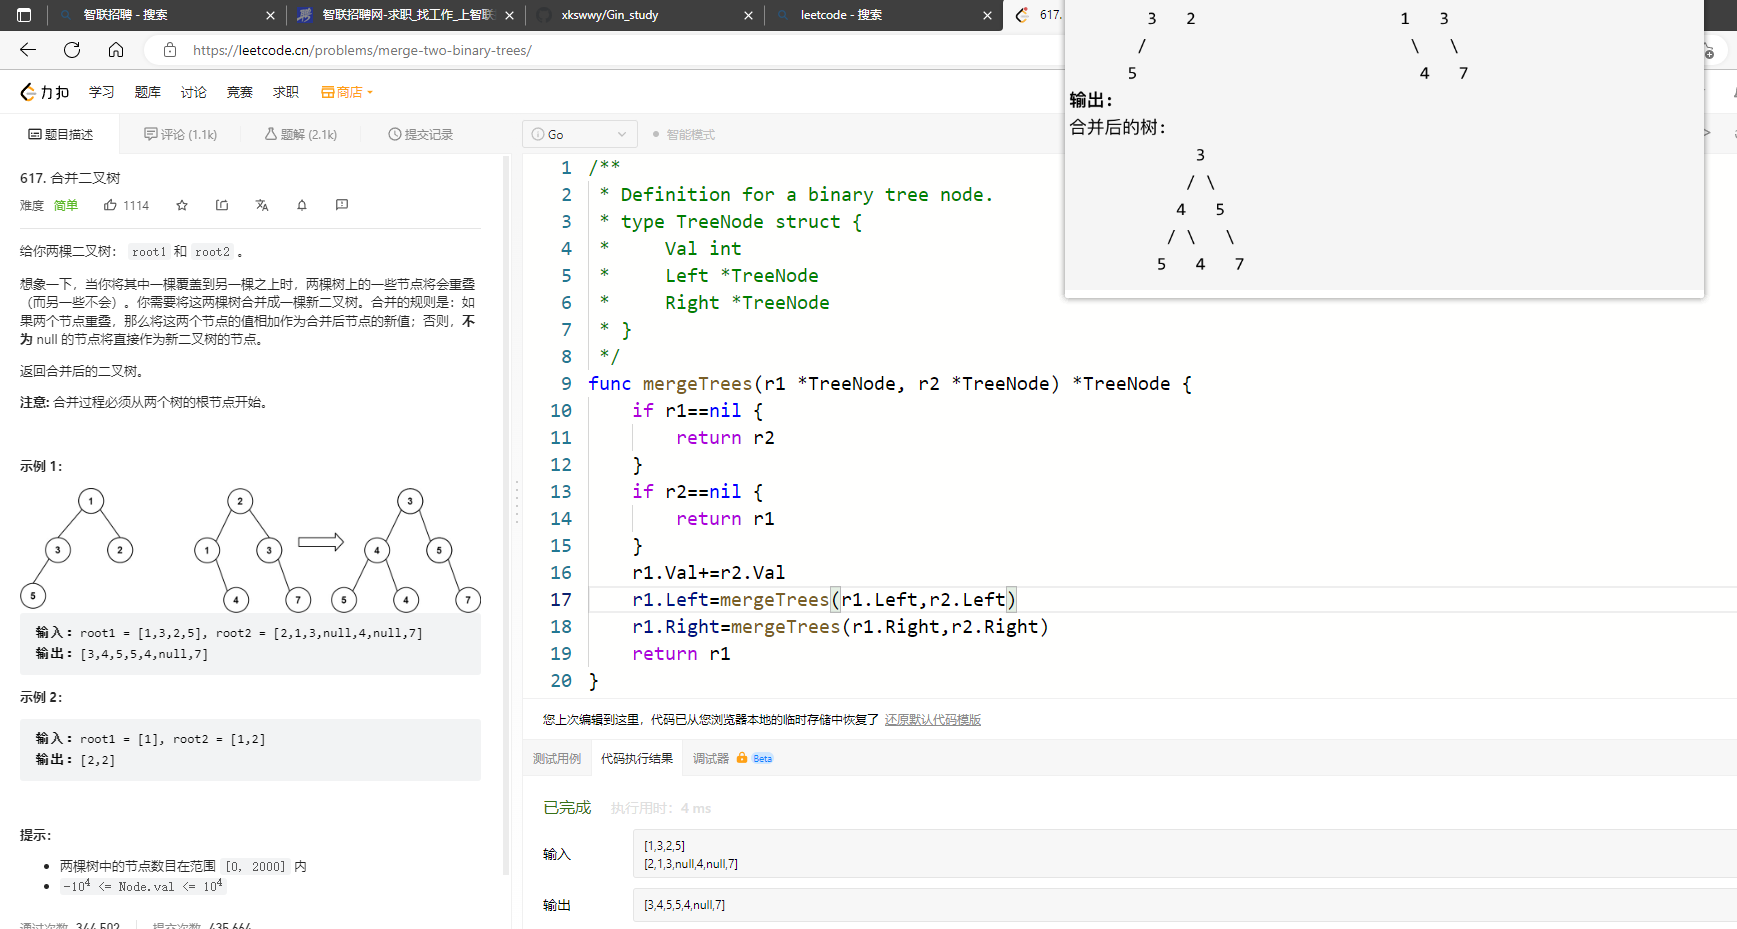 智联招聘 - 搜索
智联招聘网-求职_找工作_上智联
xkswwy/Gin_study
leetcode - 搜索
617.
https://leetcode.cn/problems/merge-two-binary-trees/
力扣 学习 题库 讨论 竞赛 求职 商店
题目描述 评论 (1.1k) 题解 (2.1k) 提交记录
617. 合并二叉树
难度 简单 1114
给你两棵二叉树： root1 和 root2 。
想象一下，当你将其中一棵覆盖到另一棵之上时，两棵树上的一些节点将会重叠
（而另一些不会）。你需要将这两棵树合并成一棵新二叉树。合并的规则是：如
果两个节点重叠，那么将这两个节点的值相加作为合并后节点的新值；否则，不
为 null 的节点将直接作为新二叉树的节点。
返回合并后的二叉树。
注意: 合并过程必须从两个树的根节点开始。
示例 1：
1 2 3
3 2 1 3 4 5
5 4 7 5 4 7
输入：root1 = [1,3,2,5], root2 = [2,1,3,null,4,null,7]
输出：[3,4,5,5,4,null,7]
示例 2：
输入：root1 = [1], root2 = [1,2]
输出：[2,2]
提示：
两棵树中的节点数目在范围 [0, 2000] 内
-10⁴ <= Node.val <= 10⁴
通过次数 344,502 提交次数 435,664
Go 智能模式
1 /**
2 * Definition for a binary tree node.
3 * type TreeNode struct {
4 * Val int
5 * Left *TreeNode
6 * Right *TreeNode
7 * }
8 */
9 func mergeTrees(r1 *TreeNode, r2 *TreeNode) *TreeNode {
10 if r1==nil {
11 return r2
12 }
13 if r2==nil {
14 return r1
15 }
16 r1.Val+=r2.Val
17 r1.Left=mergeTrees(r1.Left,r2.Left)
18 r1.Right=mergeTrees(r1.Right,r2.Right)
19 return r1
20 }
您上次编辑到这里，代码已从您浏览器本地的临时存储中恢复了 还原默认代码模版
测试用例 代码执行结果 调试器 Beta
已完成 执行用时：4 ms
输入
[1,3,2,5]
[2,1,3,null,4,null,7]
输出
[3,4,5,5,4,null,7]
3 2 1 3
/ \ \
5 4 7
输出：
合并后的树：
3
/ \
4 5
/ \ \
5 4 7